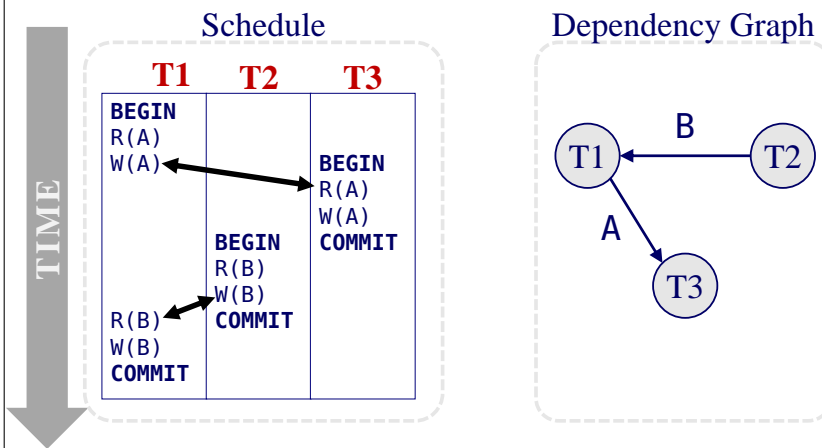 Schedule
Dependency Graph
TIME
T1 T2 T3
BEGIN
R(A)
W(A)
BEGIN
R(A)
W(A)
COMMIT
BEGIN
R(B)
W(B)
COMMIT
R(B)
W(B)
COMMIT
B
T1
T2
A
T3